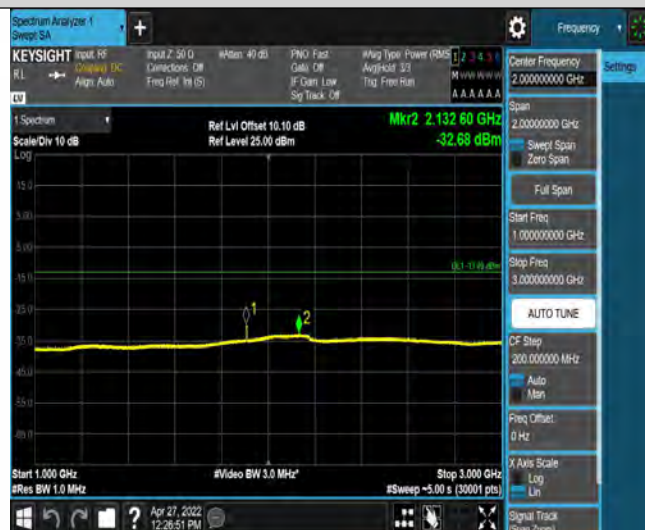 Spectrum Analyzer 1
Swept SA
+
Frequency
KEYSIGHT
RL
Input: RF
Coupling: DC
Align: Auto
Input Z: 50 Ω
Corrections: Off
Freq Ref: Int (S)
#Atten: 40 dB
PNO: Fast
Gate: Off
IF Gain: Low
Sig Track: Off
#Avg Type: Power (RMS
Avg|Hold: 3/3
Trig: Free Run
1 2 3 4 5 6
M W W W W W
A A A A A A
LV
1 Spectrum
Scale/Div 10 dB
Log
Ref Lvl Offset 10.10 dB
Ref Level 25.00 dBm
Mkr2 2.132 60 GHz
-32.68 dBm
15.0
5.00
-5.00
-15.0
-25.0
-35.0
-45.0
-55.0
-65.0
1
2
Start 1.000 GHz
#Res BW 1.0 MHz
#Video BW 3.0 MHz*
Stop 3.000 GHz
#Sweep ~5.00 s (30001 pts)
?
Apr 27, 2022
12:26:51 PM
Center Frequency
2.000000000 GHz
Settings
Span
2.00000000 GHz
Swept Span
Zero Span
Full Span
Start Freq
1.000000000 GHz
Stop Freq
3.000000000 GHz
AUTO TUNE
CF Step
200.000000 MHz
Auto
Man
Freq Offset
0 Hz
X Axis Scale
Log
Lin
Signal Track
(Span Zoom)